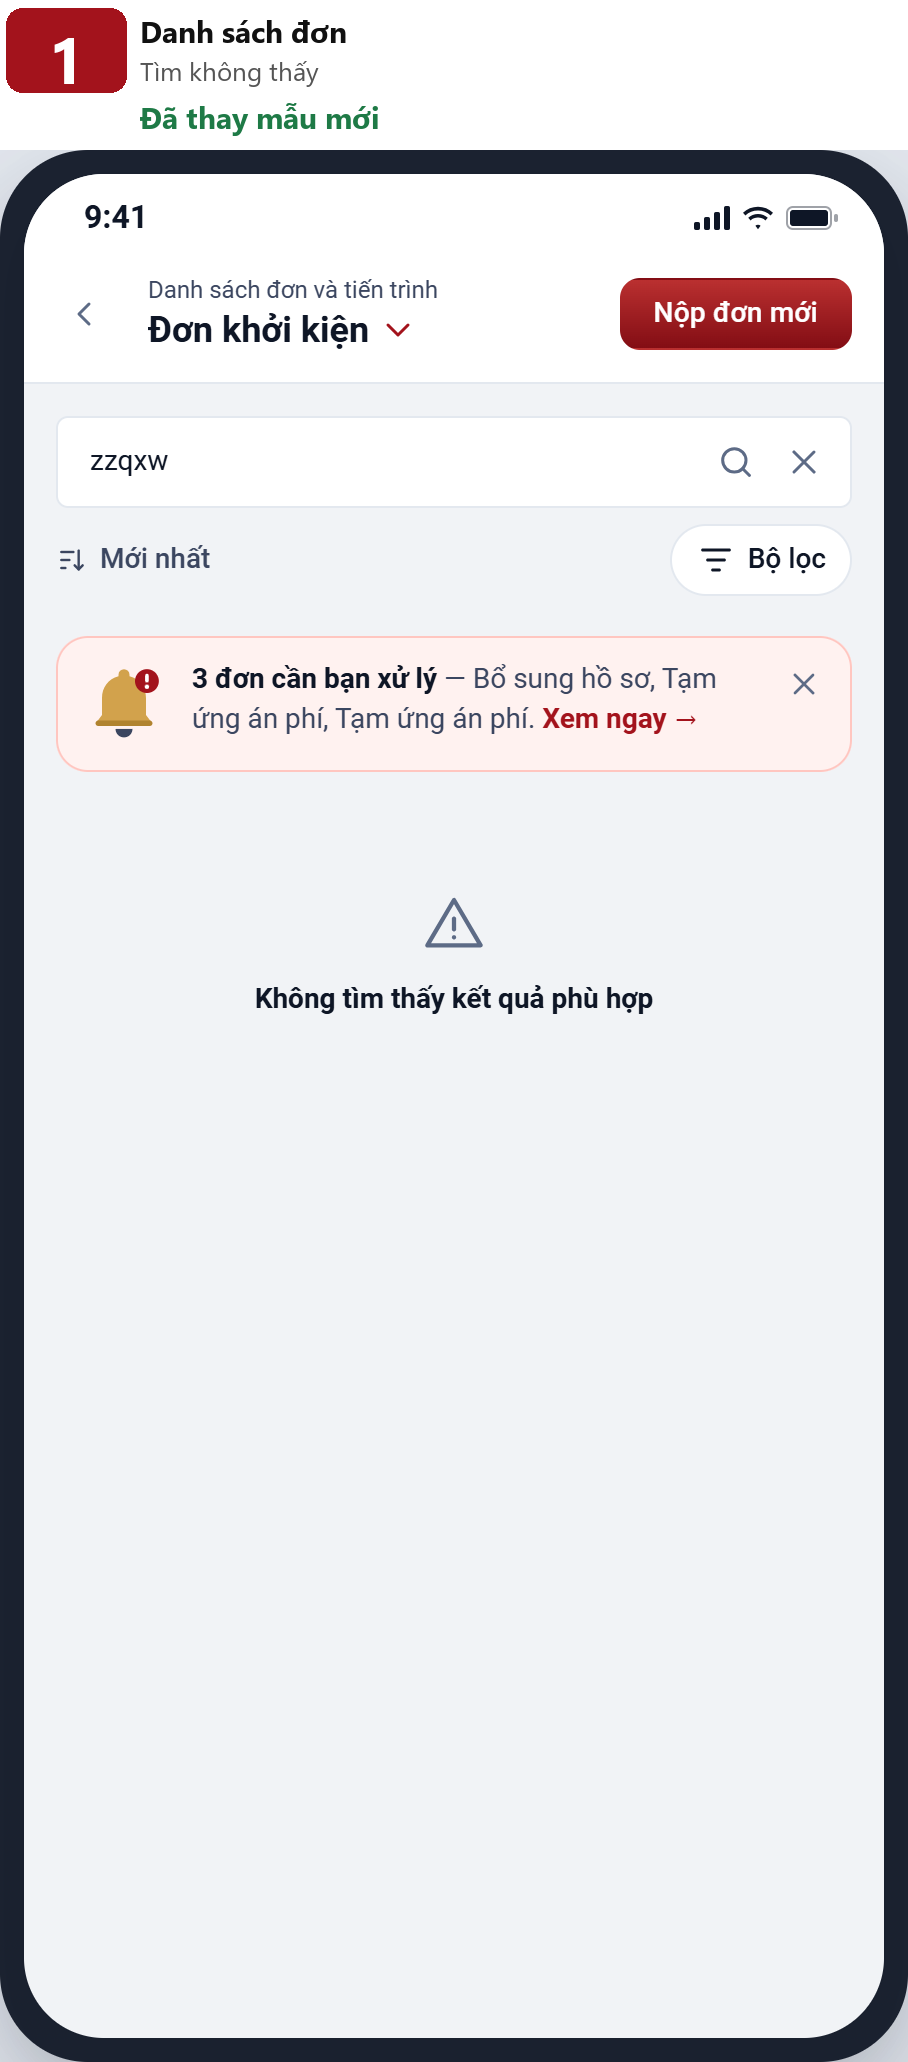 1
Danh sách đơn
Tìm không thấy
Đã thay mẫu mới
9:41
Danh sách đơn và tiến trình
Đơn khởi kiện
Nộp đơn mới
zzqxw
Mới nhất
Bộ lọc
3 đơn cần bạn xử lý — Bổ sung hồ sơ, Tạm
ứng án phí, Tạm ứng án phí. Xem ngay →
Không tìm thấy kết quả phù hợp